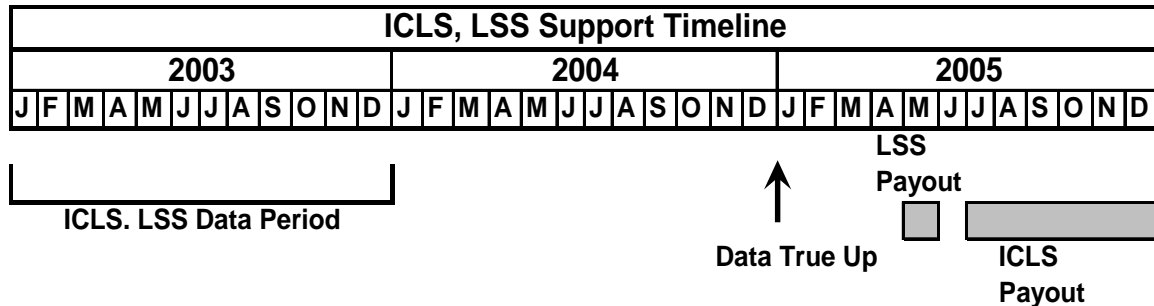 ICLS, LSS Support Timeline
2003 2004 2005
J F M A M J J A S O N D J F M A M J J A S O N D J F M A M J J A S O N D
LSS
Payout
ICLS. LSS Data Period
Data True Up
ICLS
Payout